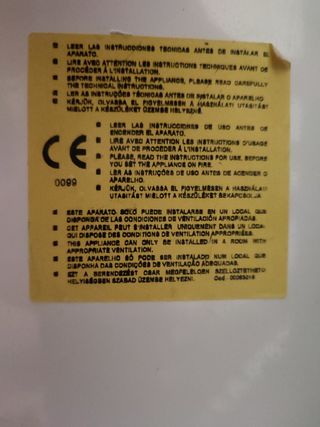 LEER LAS INSTRUCCIONES TECNICAS ANTES DE INSTALAR EL
APARATO.
LIRE AVEC ATTENTION LES INSTRUCTIONS TECHNIQUES AVANT DE
PROCÉDER À L'INSTALLATION.
BEFORE INSTALLING THE APPLIANCE, PLEASE READ CAREFULLY
THE TECHNICAL INSTRUCTIONS.
LER AS INSTRUÇÕES TÉCNICAS ANTES DE INSTALAR O APARELHO
KÉRJÜK, OLVASSA EL FIGYELMESEN A HASZNÁLATI UTASÍTÁST
MIELŐTT A KÉSZÜLÉKET ÜZEMBE HELYEZNÉ.
LEER LAS INSTRUCCIONES DE USO ANTES DE
ENCENDER EL APARATO.
LIRE AVEC ATTENTION LES INSTRUCTIONS D'USAGE
AVANT DE PROCÉDER À L'INSTALLATION.
PLEASE, READ THE INSTRUCTIONS FOR USE, BEFORE
YOU SET THE APPLIANCE ON FIRE.
LER AS INSTRUÇÕES DE USO ANTES DE ACENDER O
APARELHO.
KÉRJÜK, OLVASSA EL FIGYELMESEN A HASZNÁLATI
UTASÍTÁST MIELŐTT A KÉSZÜLÉKET BEKAPCSOLJA
CE
0099
ESTE APARATO SOLO PUEDE INSTALARSE EN UN LOCAL QUE
DISPONGA DE LAS CONDICIONES DE VENTILACIÓN APROPIADAS.
CET APPAREIL PEUT S'INSTALLER UNIQUEMENT DANS UN LOCAL
QUI DISPOSE DES CONDITIONS DE VENTILATION APPROPRIÉE.
THIS APPLIANCE CAN ONLY BE INSTALLED IN A ROOM WITH
APPROPRIATE VENTILATION.
ESTE APARELHO SÓ PODE SER INSTALADO NUM LOCAL QUE
DISPONHA DAS CONDIÇÕES DE VENTILAÇÃO ADEQUADAS.
EZT A BERENDEZÉST CSAK MEGFELELŐEN SZELLŐZTETHETŐ
HELYISÉGBEN SZABAD ÜZEMBE HELYEZNI. Cód.